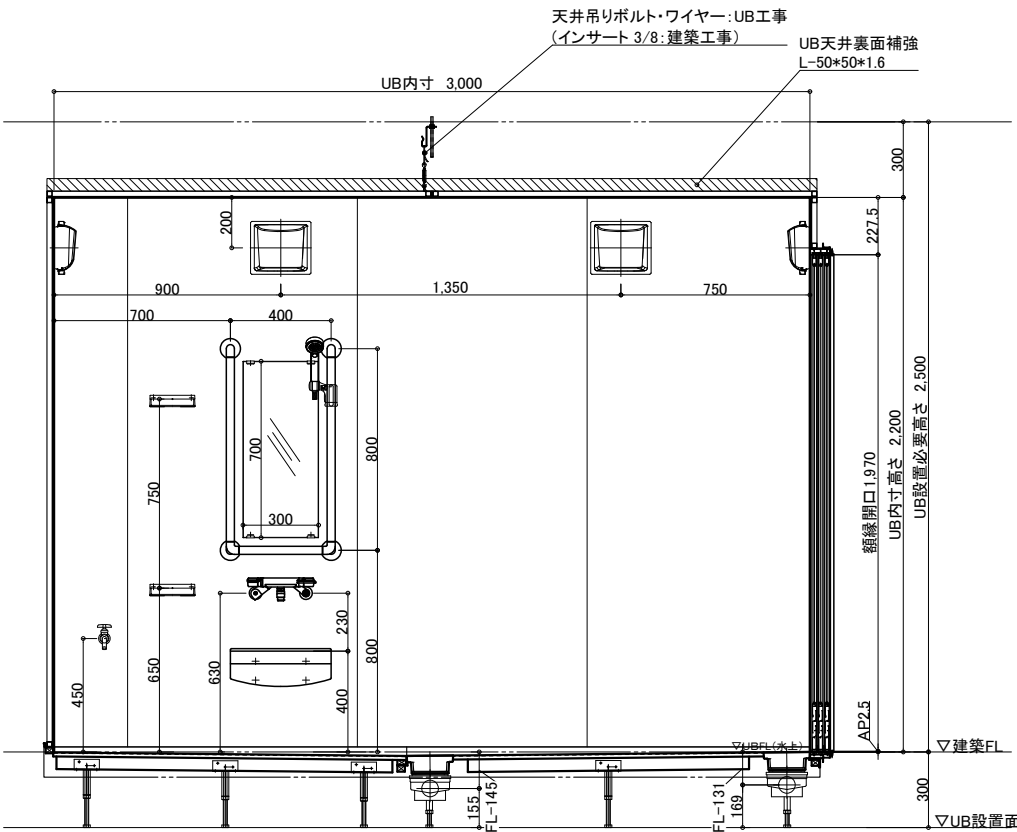 天井吊りボルト・ワイヤー：UB工事
(インサート 3/8：建築工事)
UB天井裏面補強
L-50*50*1.6
UB内寸 3,000
300
200
227.5
900
1,350
750
700
400
800
700
750
300
額縁開口1,970
UB内寸高さ 2,200
UB設置必要高さ 2,500
230
800
630
650
450
400
AP2.5
▽UBFL(水上)
▽建築FL
155
FL-145
FL-131
169
300
▽UB設置面